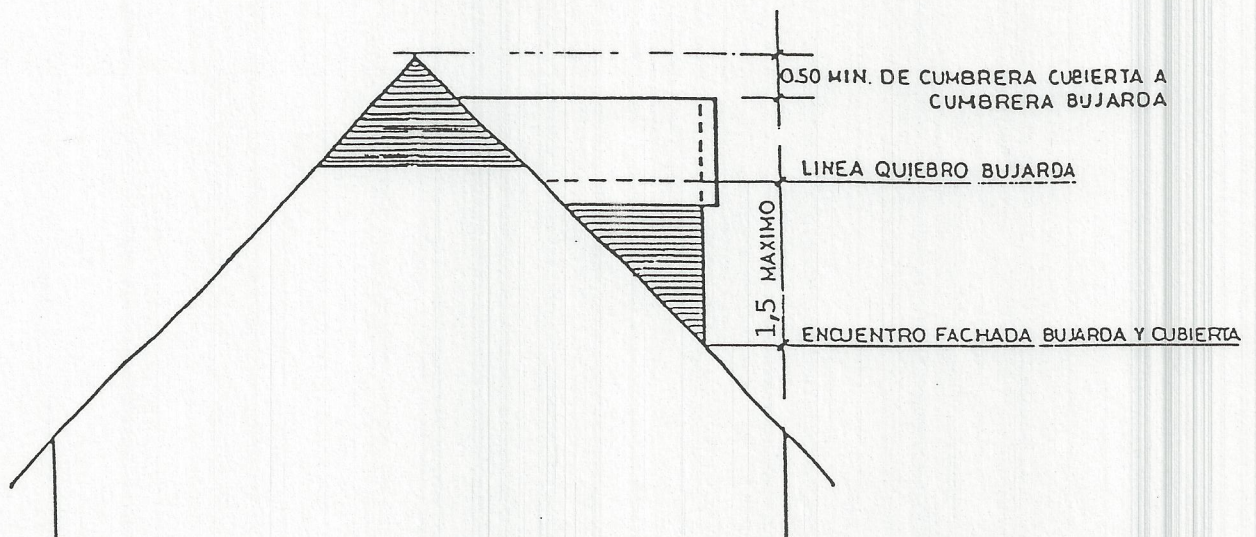 0.50 MIN. DE CUMBRERA CUBIERTA A
CUMBRERA BUJARDA
LINEA QUIEBRO BUJARDA
1,5 MAXIMO
ENCUENTRO FACHADA BUJARDA Y CUBIERTA